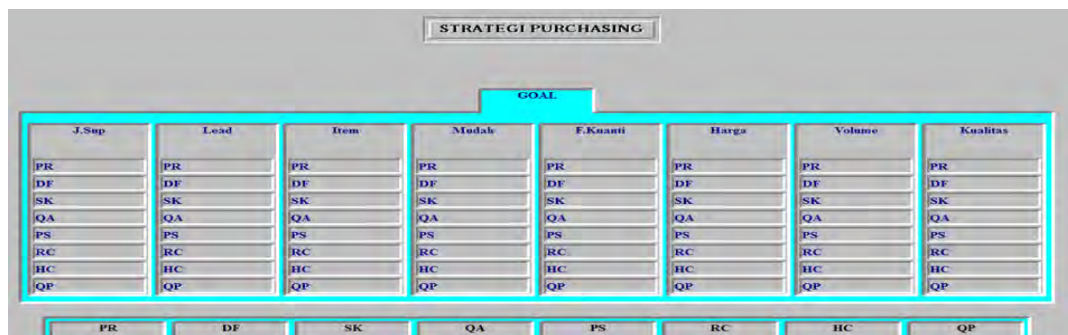 STRATEGI PURCHASING
GOAL
J.Sup Lead Item Mudah F.Kuanti Harga Volume Kualitas
PR PR PR PR PR PR PR PR
DF DF DF DF DF DF DF DF
SK SK SK SK SK SK SK SK
QA QA QA QA QA QA QA QA
PS PS PS PS PS PS PS PS
RC RC RC RC RC RC RC RC
HC HC HC HC HC HC HC HC
QP QP QP QP QP QP QP QP
PR DF SK QA PS RC HC QP